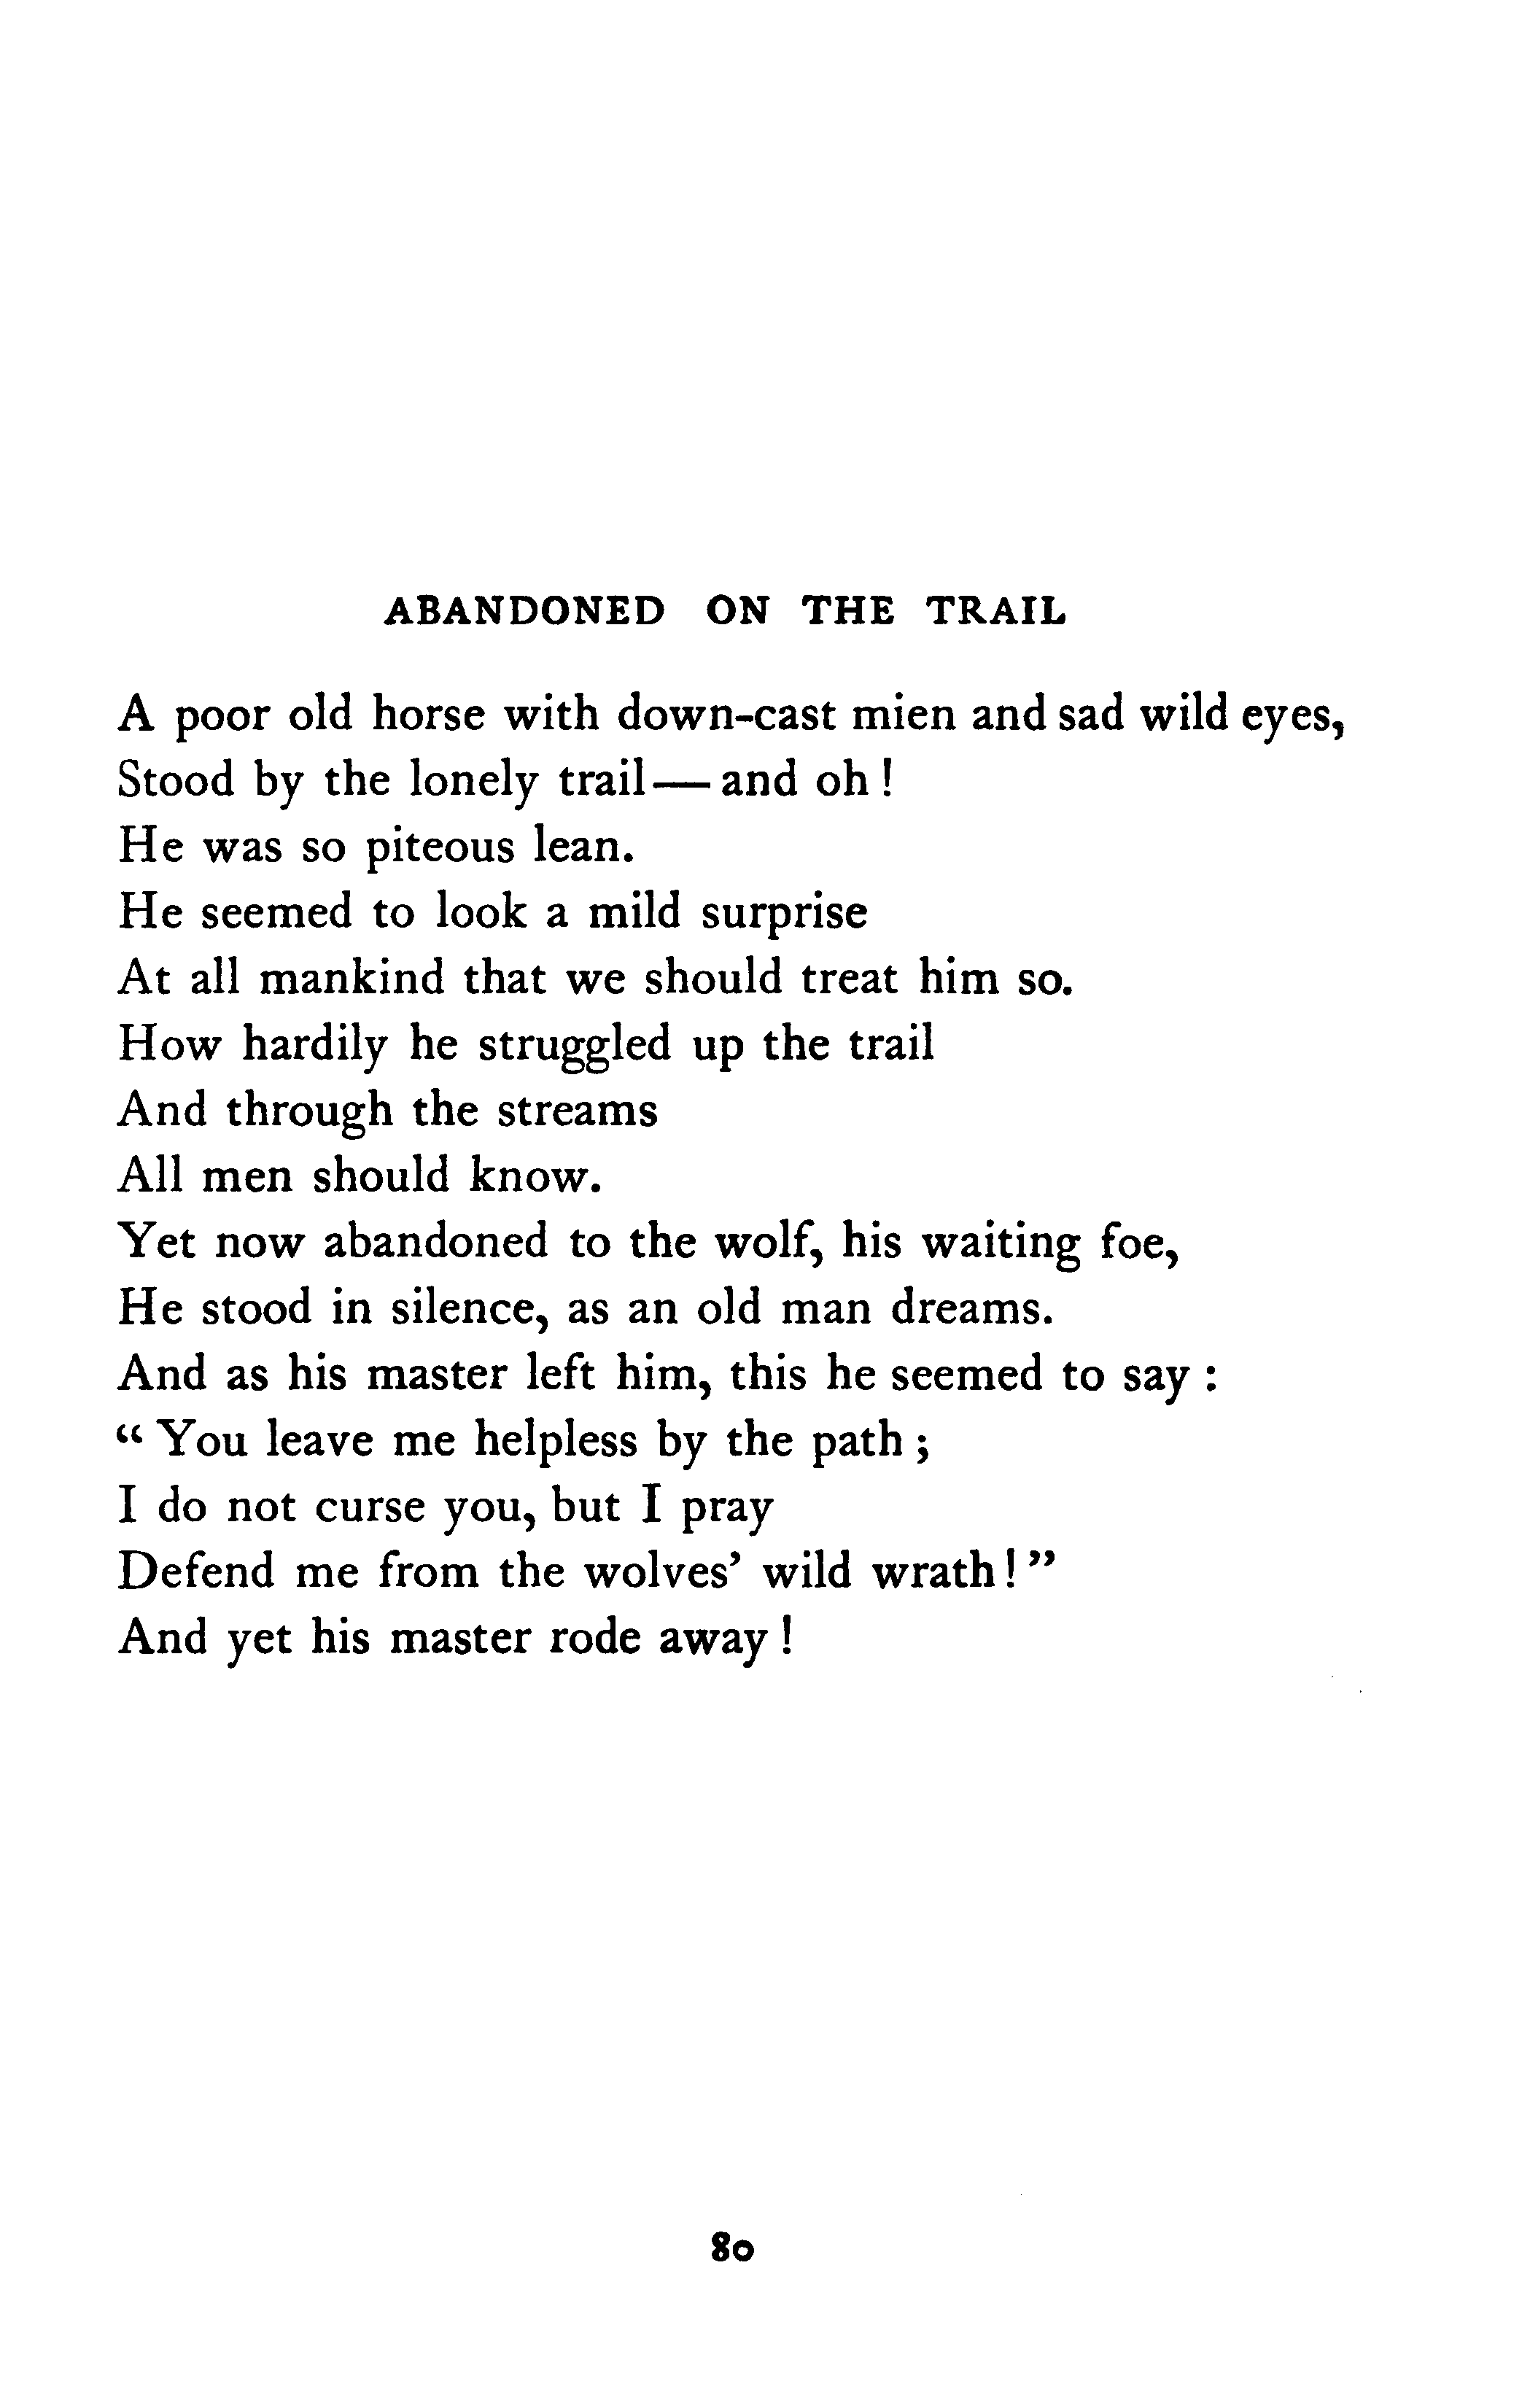 ABANDONED ON THE TRAIL
A poor old horse with down-cast mien and sad wild eyes,
Stood by the lonely trail—and oh!
He was so piteous lean.
He seemed to look a mild surprise
At all mankind that we should treat him so.
How hardily he struggled up the trail
And through the streams
All men should know.
Yet now abandoned to the wolf, his waiting foe,
He stood in silence, as an old man dreams.
And as his master left him, this he seemed to say :
“ You leave me helpless by the path ;
I do not curse you, but I pray
Defend me from the wolves’ wild wrath ! ”
And yet his master rode away !
80